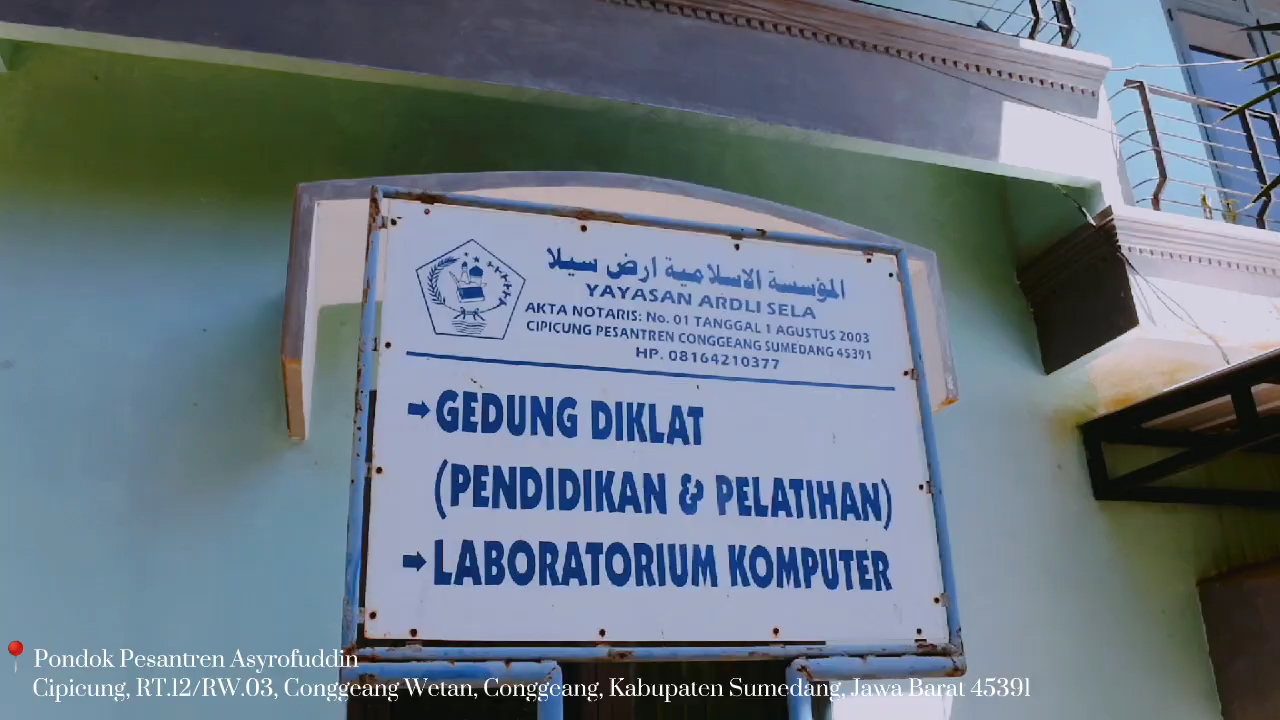 المؤسسة الاسلامية ارض سيلا
YAYASAN ARDLI SELA
AKTA NOTARIS: No. 01 TANGGAL 1 AGUSTUS 2003
CIPICUNG PESANTREN CONGGEANG SUMEDANG 45391
HP. 08164210377
➡GEDUNG DIKLAT
(PENDIDIKAN & PELATIHAN)
➡LABORATORIUM KOMPUTER
📍 Pondok Pesantren Asyrofuddin
Cipicung, RT.12/RW.03, Conggeang Wetan, Conggeang, Kabupaten Sumedang, Jawa Barat 45391